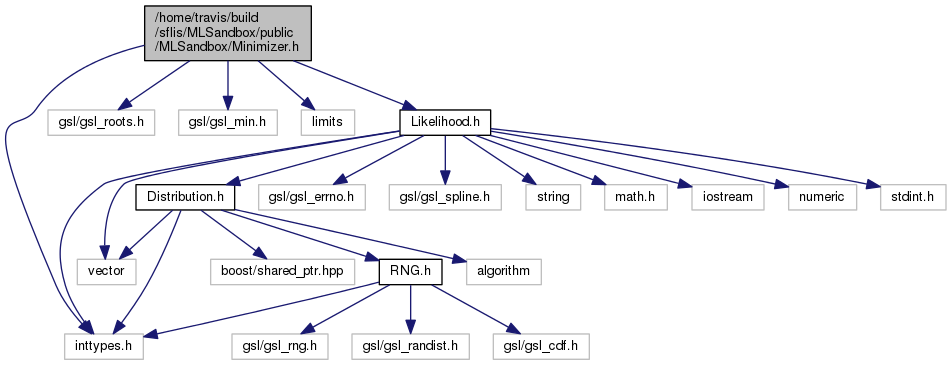 /home/travis/build
/sflis/MLSandbox/public
/MLSandbox/Minimizer.h
gsl/gsl_roots.h
gsl/gsl_min.h
limits
Likelihood.h
Distribution.h
gsl/gsl_errno.h
gsl/gsl_spline.h
string
math.h
iostream
numeric
stdint.h
vector
boost/shared_ptr.hpp
RNG.h
algorithm
inttypes.h
gsl/gsl_rng.h
gsl/gsl_randist.h
gsl/gsl_cdf.h